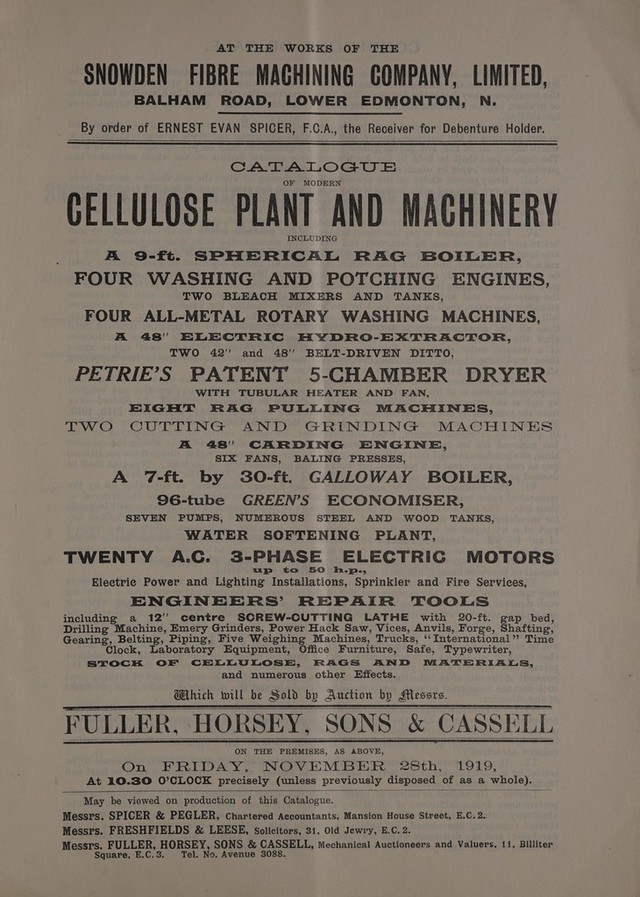 AT THE WORKS OF THE
SNOWDEN FIBRE MACHINING COMPANY, LIMITED,
BALHAM ROAD, LOWER EDMONTON, N.
By order of ERNEST EVAN SPICER, F.C.A., the Receiver for Debenture Holder.
CATALOGUE
OF MODERN
CELLULOSE PLANT AND MACHINERY
INCLUDING
A 9-ft. SPHERICAL RAG BOILER,
FOUR WASHING AND POTCHING ENGINES,
TWO BLEACH MIXERS AND TANKS,
FOUR ALL-METAL ROTARY WASHING MACHINES,
A 48" ELECTRIC HYDRO-EXTRACTOR,
TWO 42" and 48" BELT-DRIVEN DITTO,
PETRIE'S PATENT 5-CHAMBER DRYER
WITH TUBULAR HEATER AND FAN,
EIGHT RAG PULLING MACHINES,
TWO CUTTING AND GRINDING MACHINES
A 48" CARDING ENGINE,
SIX FANS, BALING PRESSES,
A 7-ft. by 30-ft. GALLOWAY BOILER,
96-tube GREEN'S ECONOMISER,
SEVEN PUMPS, NUMEROUS STEEL AND WOOD TANKS,
WATER SOFTENING PLANT,
TWENTY A.C. 3-PHASE ELECTRIC MOTORS
up to 50 h.p.,
Electric Power and Lighting Installations, Sprinkler and Fire Services,
ENGINEERS' REPAIR TOOLS
including a 12" centre SCREW-CUTTING LATHE with 20-ft. gap bed,
Drilling Machine, Emery Grinders, Power Hack Saw, Vices, Anvils, Forge, Shafting,
Gearing, Belting, Piping, Five Weighing Machines, Trucks, "International" Time
Clock, Laboratory Equipment, Office Furniture, Safe, Typewriter,
STOCK OF CELLULOSE, RAGS AND MATERIALS,
and numerous other Effects.
Which will be Sold by Auction by Messrs.
FULLER, HORSEY, SONS & CASSELL
ON THE PREMISES, AS ABOVE,
On FRIDAY, NOVEMBER 28th, 1919,
At 10.30 O'CLOCK precisely (unless previously disposed of as a whole).
May be viewed on production of this Catalogue.
Messrs. SPICER & PEGLER, Chartered Accountants, Mansion House Street, E.C.2.
Messrs. FRESHFIELDS & LEESE, Solicitors, 31, Old Jewry, E.C.2.
Messrs. FULLER, HORSEY, SONS & CASSELL, Mechanical Auctioneers and Valuers, 11, Billiter
Square, E.C.3. Tel. No. Avenue 3088.